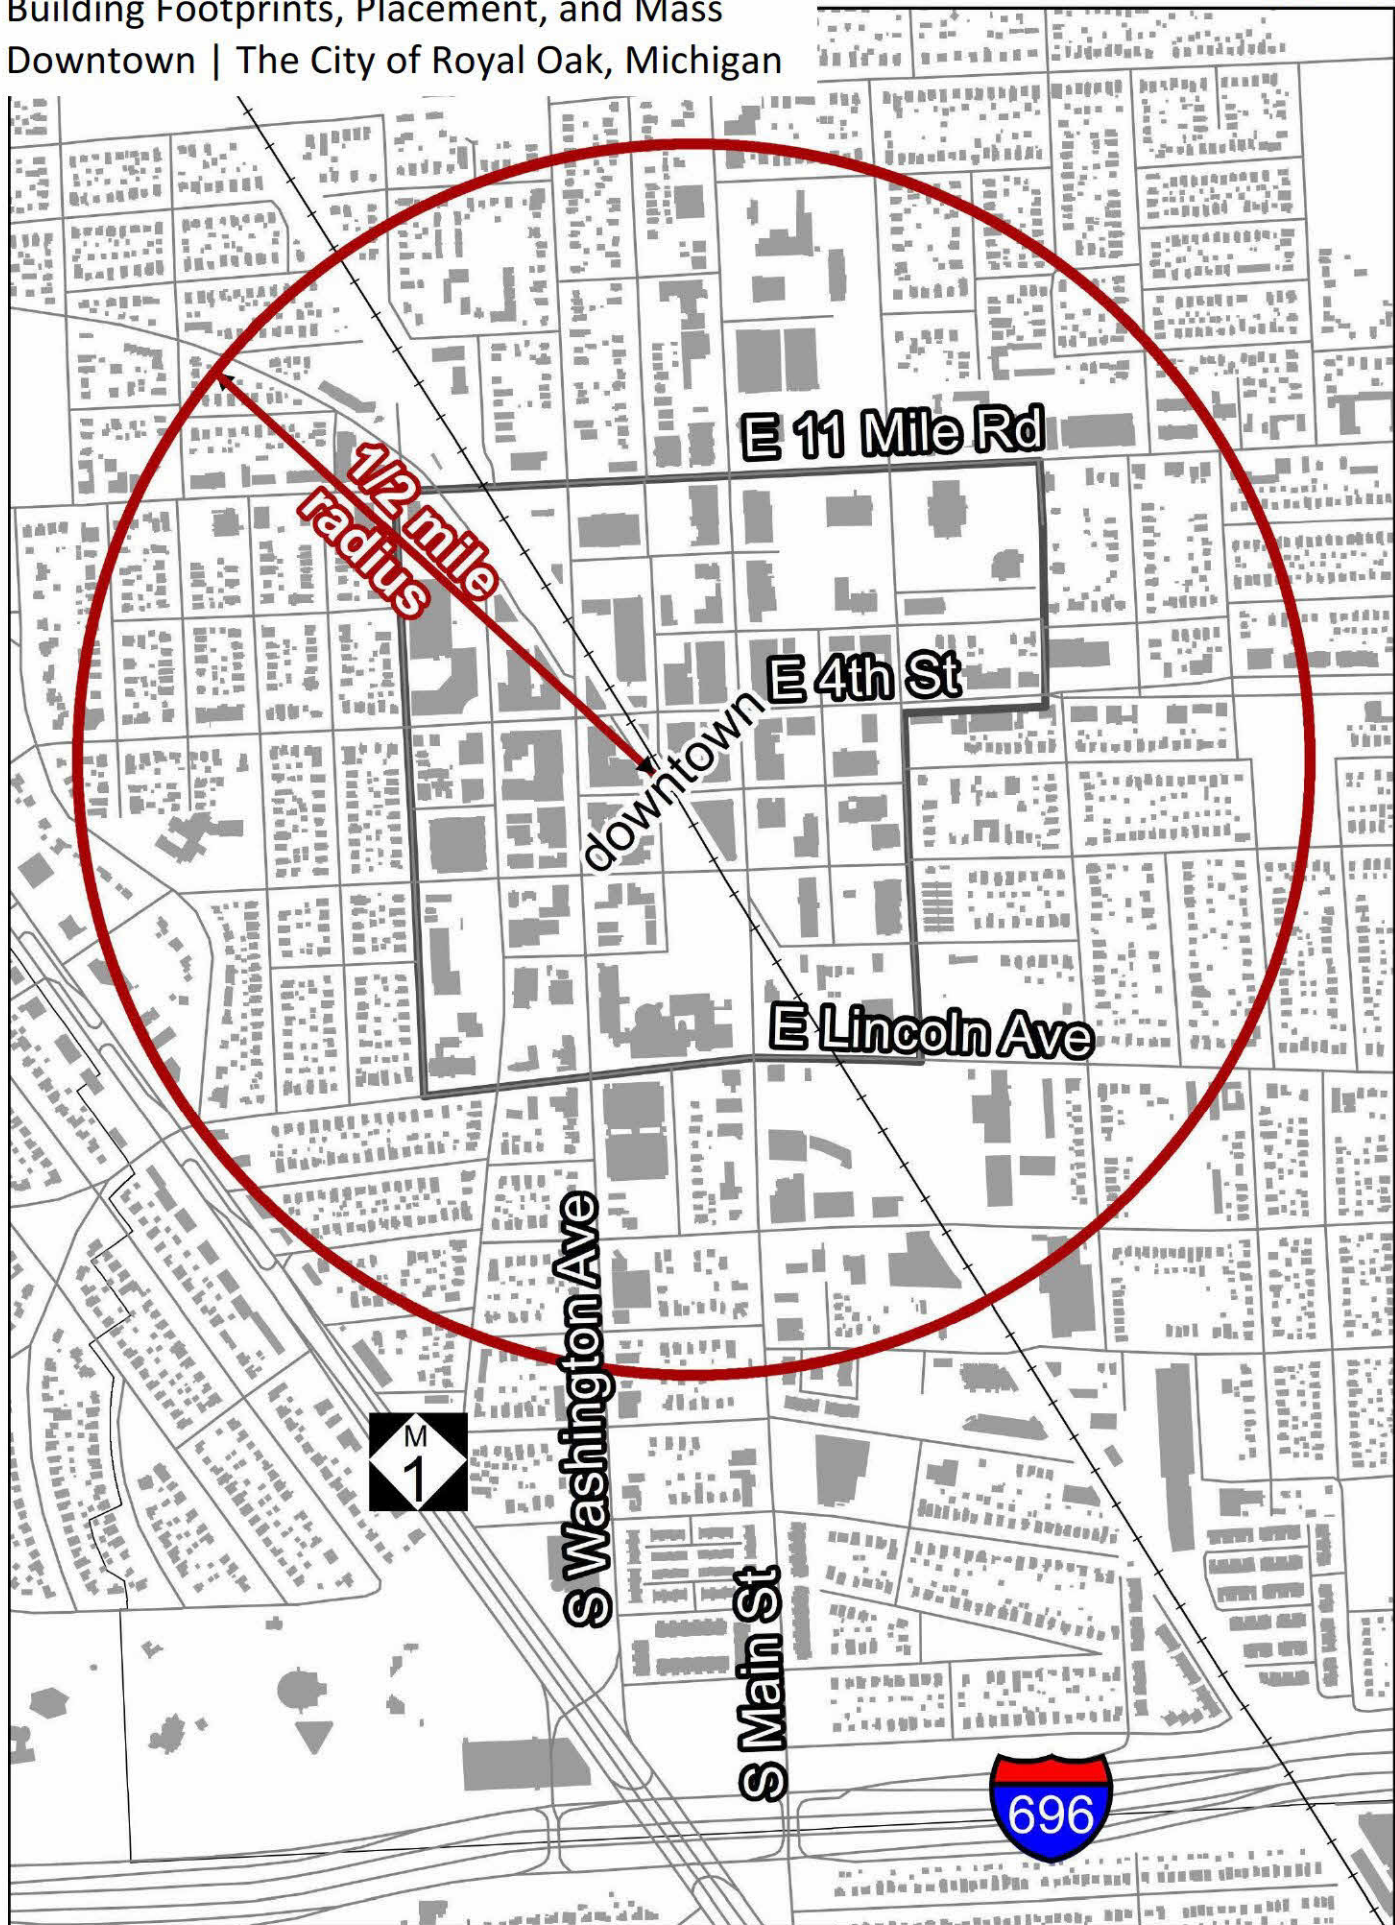 Building Footprints, Placement, and Mass
Downtown | The City of Royal Oak, Michigan
E 11 Mile Rd
1/2 mile
radius
E 4th St
downtown
E Lincoln Ave
S Washington Ave
M
1
S Main St
696